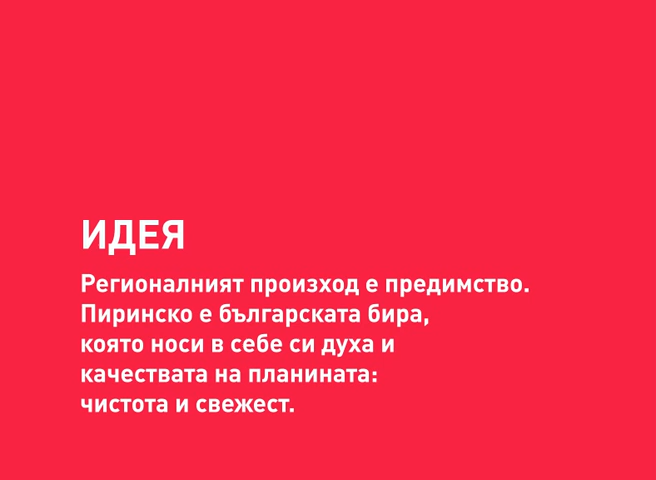 ИДЕЯ
Регионалният произход е предимство.
Пиринско е българската бира,
която носи в себе си духа и
качествата на планината:
чистота и свежест.